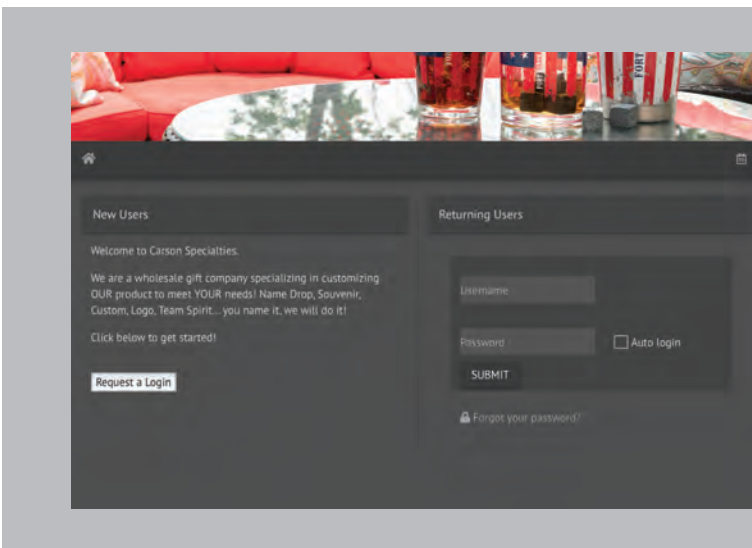 FORT
New Users
Welcome to Carson Specialties.
We are a wholesale gift company specializing in customizing
OUR product to meet YOUR needs! Name Drop, Souvenir,
Custom, Logo, Team Spirit... you name it, we will do it!
Click below to get started!
Request a Login
Returning Users
Username
Password
Auto login
SUBMIT
Forgot your password?